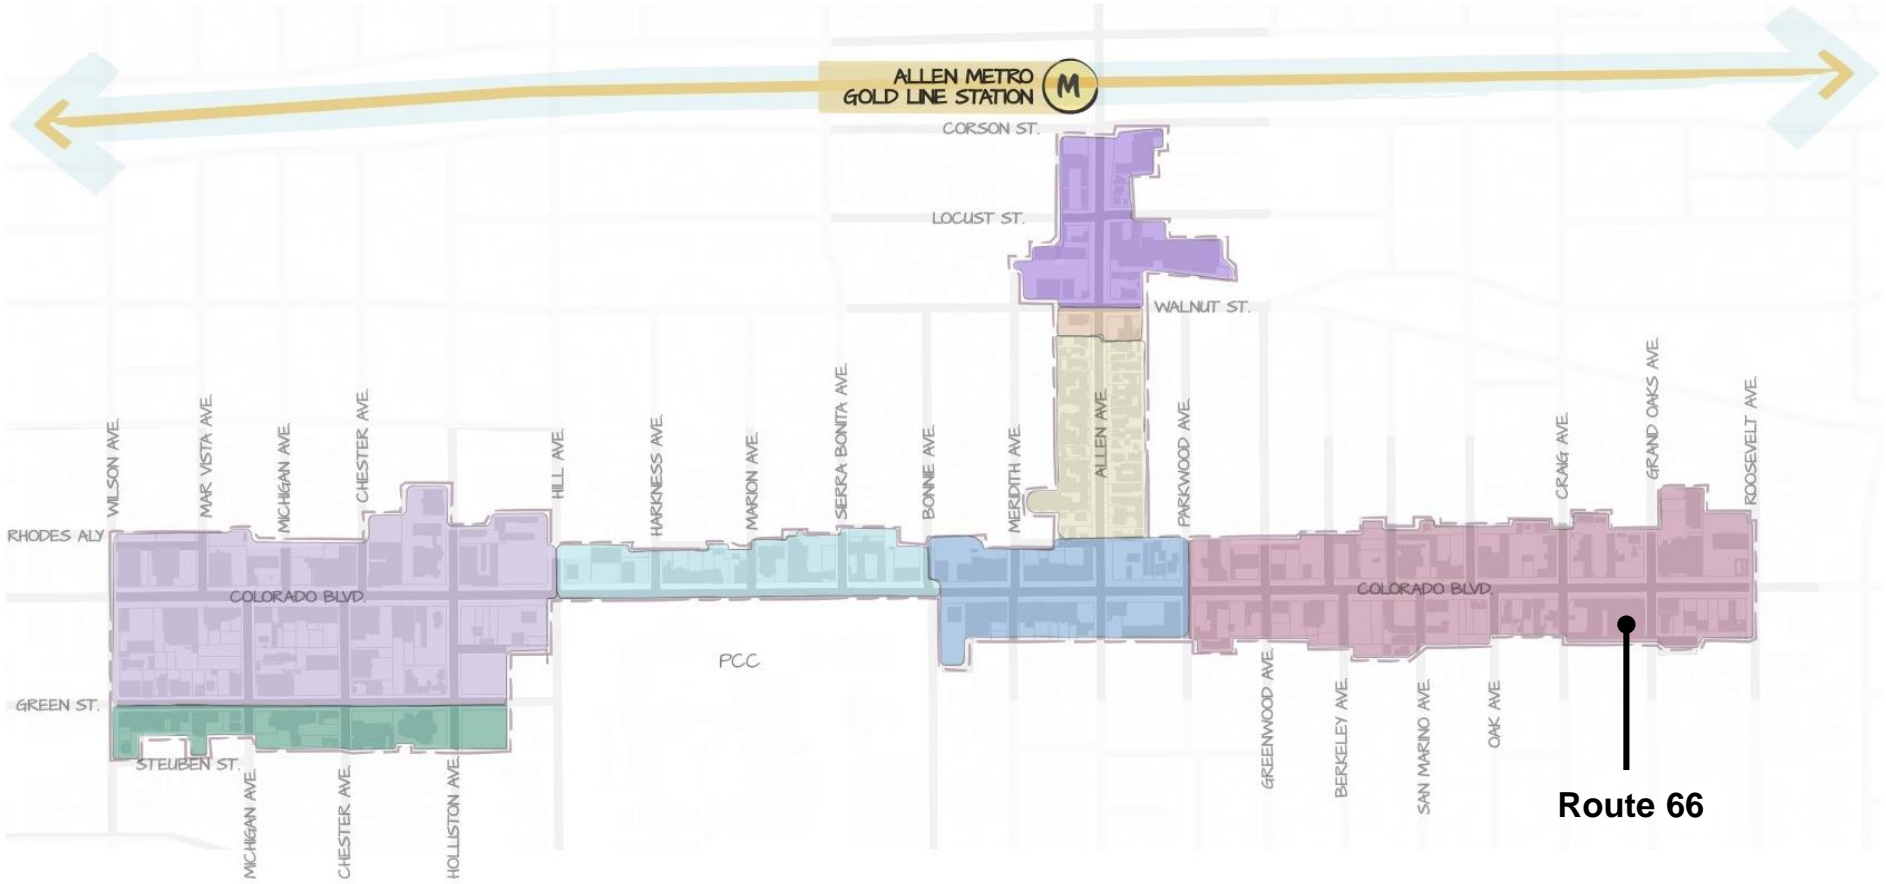 ALLEN METRO
GOLD LINE STATION
M
CORSON ST.
LOCUST ST.
WALNUT ST.
WILSON AVE.
MAR VISTA AVE.
MICHIGAN AVE.
CHESTER AVE.
HILL AVE.
HARKNESS AVE.
MARION AVE.
SIERRA BONITA AVE.
BONNIE AVE.
MERIDITH AVE.
ALLEN AVE.
PARKWOOD AVE.
CRAIG AVE.
GRAND OAKS AVE.
ROOSEVELT AVE.
RHODES ALY
COLORADO BLVD.
COLORADO BLVD.
PCC
GREEN ST.
STEUBEN ST.
MICHIGAN AVE.
CHESTER AVE.
HOLLISTON AVE.
GREENWOOD AVE.
BERKELEY AVE.
SAN MARINO AVE.
OAK AVE.
Route 66